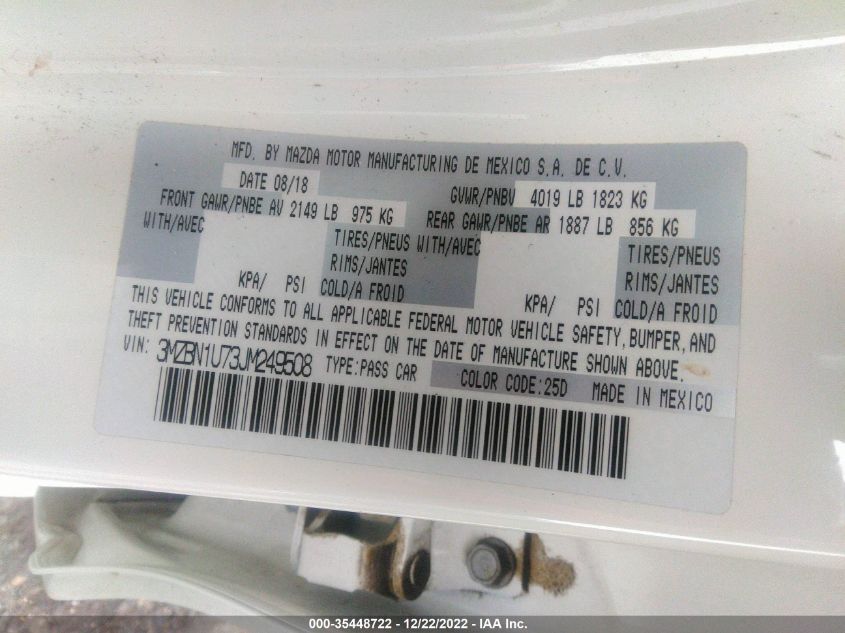 MFD. BY MAZDA MOTOR MANUFACTURING DE MEXICO S.A. DE C.V.
DATE 08/18 GVWR/PNBV 4019 LB 1823 KG
FRONT GAWR/PNBE AV 2149 LB 975 KG REAR GAWR/PNBE AR 1887 LB 856 KG
WITH/AVEC TIRES/PNEUS WITH/AVEC TIRES/PNEUS
RIMS/JANTES RIMS/JANTES
KPA/ PSI COLD/A FROID KPA/ PSI COLD/A FROID
THIS VEHICLE CONFORMS TO ALL APPLICABLE FEDERAL MOTOR VEHICLE SAFETY, BUMPER, AND
THEFT PREVENTION STANDARDS IN EFFECT ON THE DATE OF MANUFACTURE SHOWN ABOVE.
VIN: 3MZBN1U73JM249508 TYPE:PASS CAR COLOR CODE:25D MADE IN MEXICO
000-35448722 - 12/22/2022 - IAA Inc.